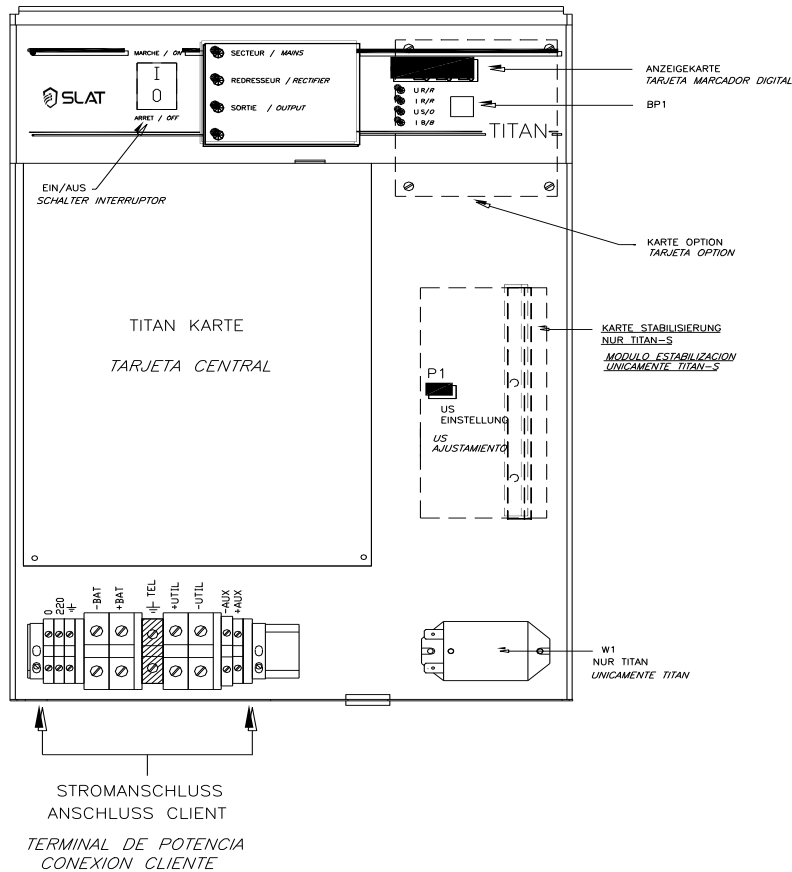 MARCHE / ON
I
O
ARRET / OFF
SLAT
SECTEUR / MAINS
REDRESSEUR / RECTIFIER
SORTIE / OUTPUT
U R/R
I R/R
U S/O
I B/B
TITAN
ANZEIGEKARTE
TARJETA MARCADOR DIGITAL
BP1
EIN/AUS
SCHALTER INTERRUPTOR
KARTE OPTION
TARJETA OPTION
TITAN KARTE
TARJETA CENTRAL
P1
US
EINSTELLUNG
US
AJUSTAMIENTO
KARTE STABILISIERUNG
NUR TITAN-S
MODULO ESTABILIZACION
UNICAMENTE TITAN-S
0
220
-BAT
+BAT
TEL
+UTIL
-UTIL
-AUX
+AUX
W1
NUR TITAN
UNICAMENTE TITAN
STROMANSCHLUSS
ANSCHLUSS CLIENT
TERMINAL DE POTENCIA
CONEXION CLIENTE